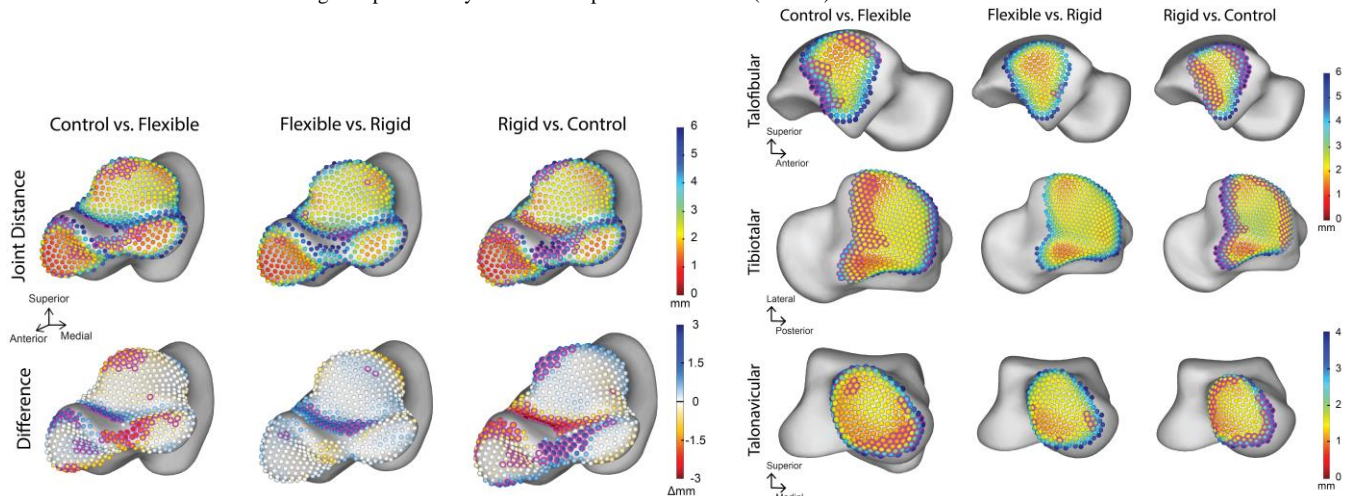 Control vs. Flexible
Flexible vs. Rigid
Rigid vs. Control
Joint Distance
6
5
4
3
2
1
0
mm
Superior
Anterior
Medial
Difference
3
1.5
0
-1.5
-3
Δmm
Control vs. Flexible
Flexible vs. Rigid
Rigid vs. Control
Talofibular
Superior
Anterior
6
5
4
3
2
1
0
mm
Tibiotalar
Lateral
Posterior
Talonavicular
4
3
2
1
0
mm
Superior